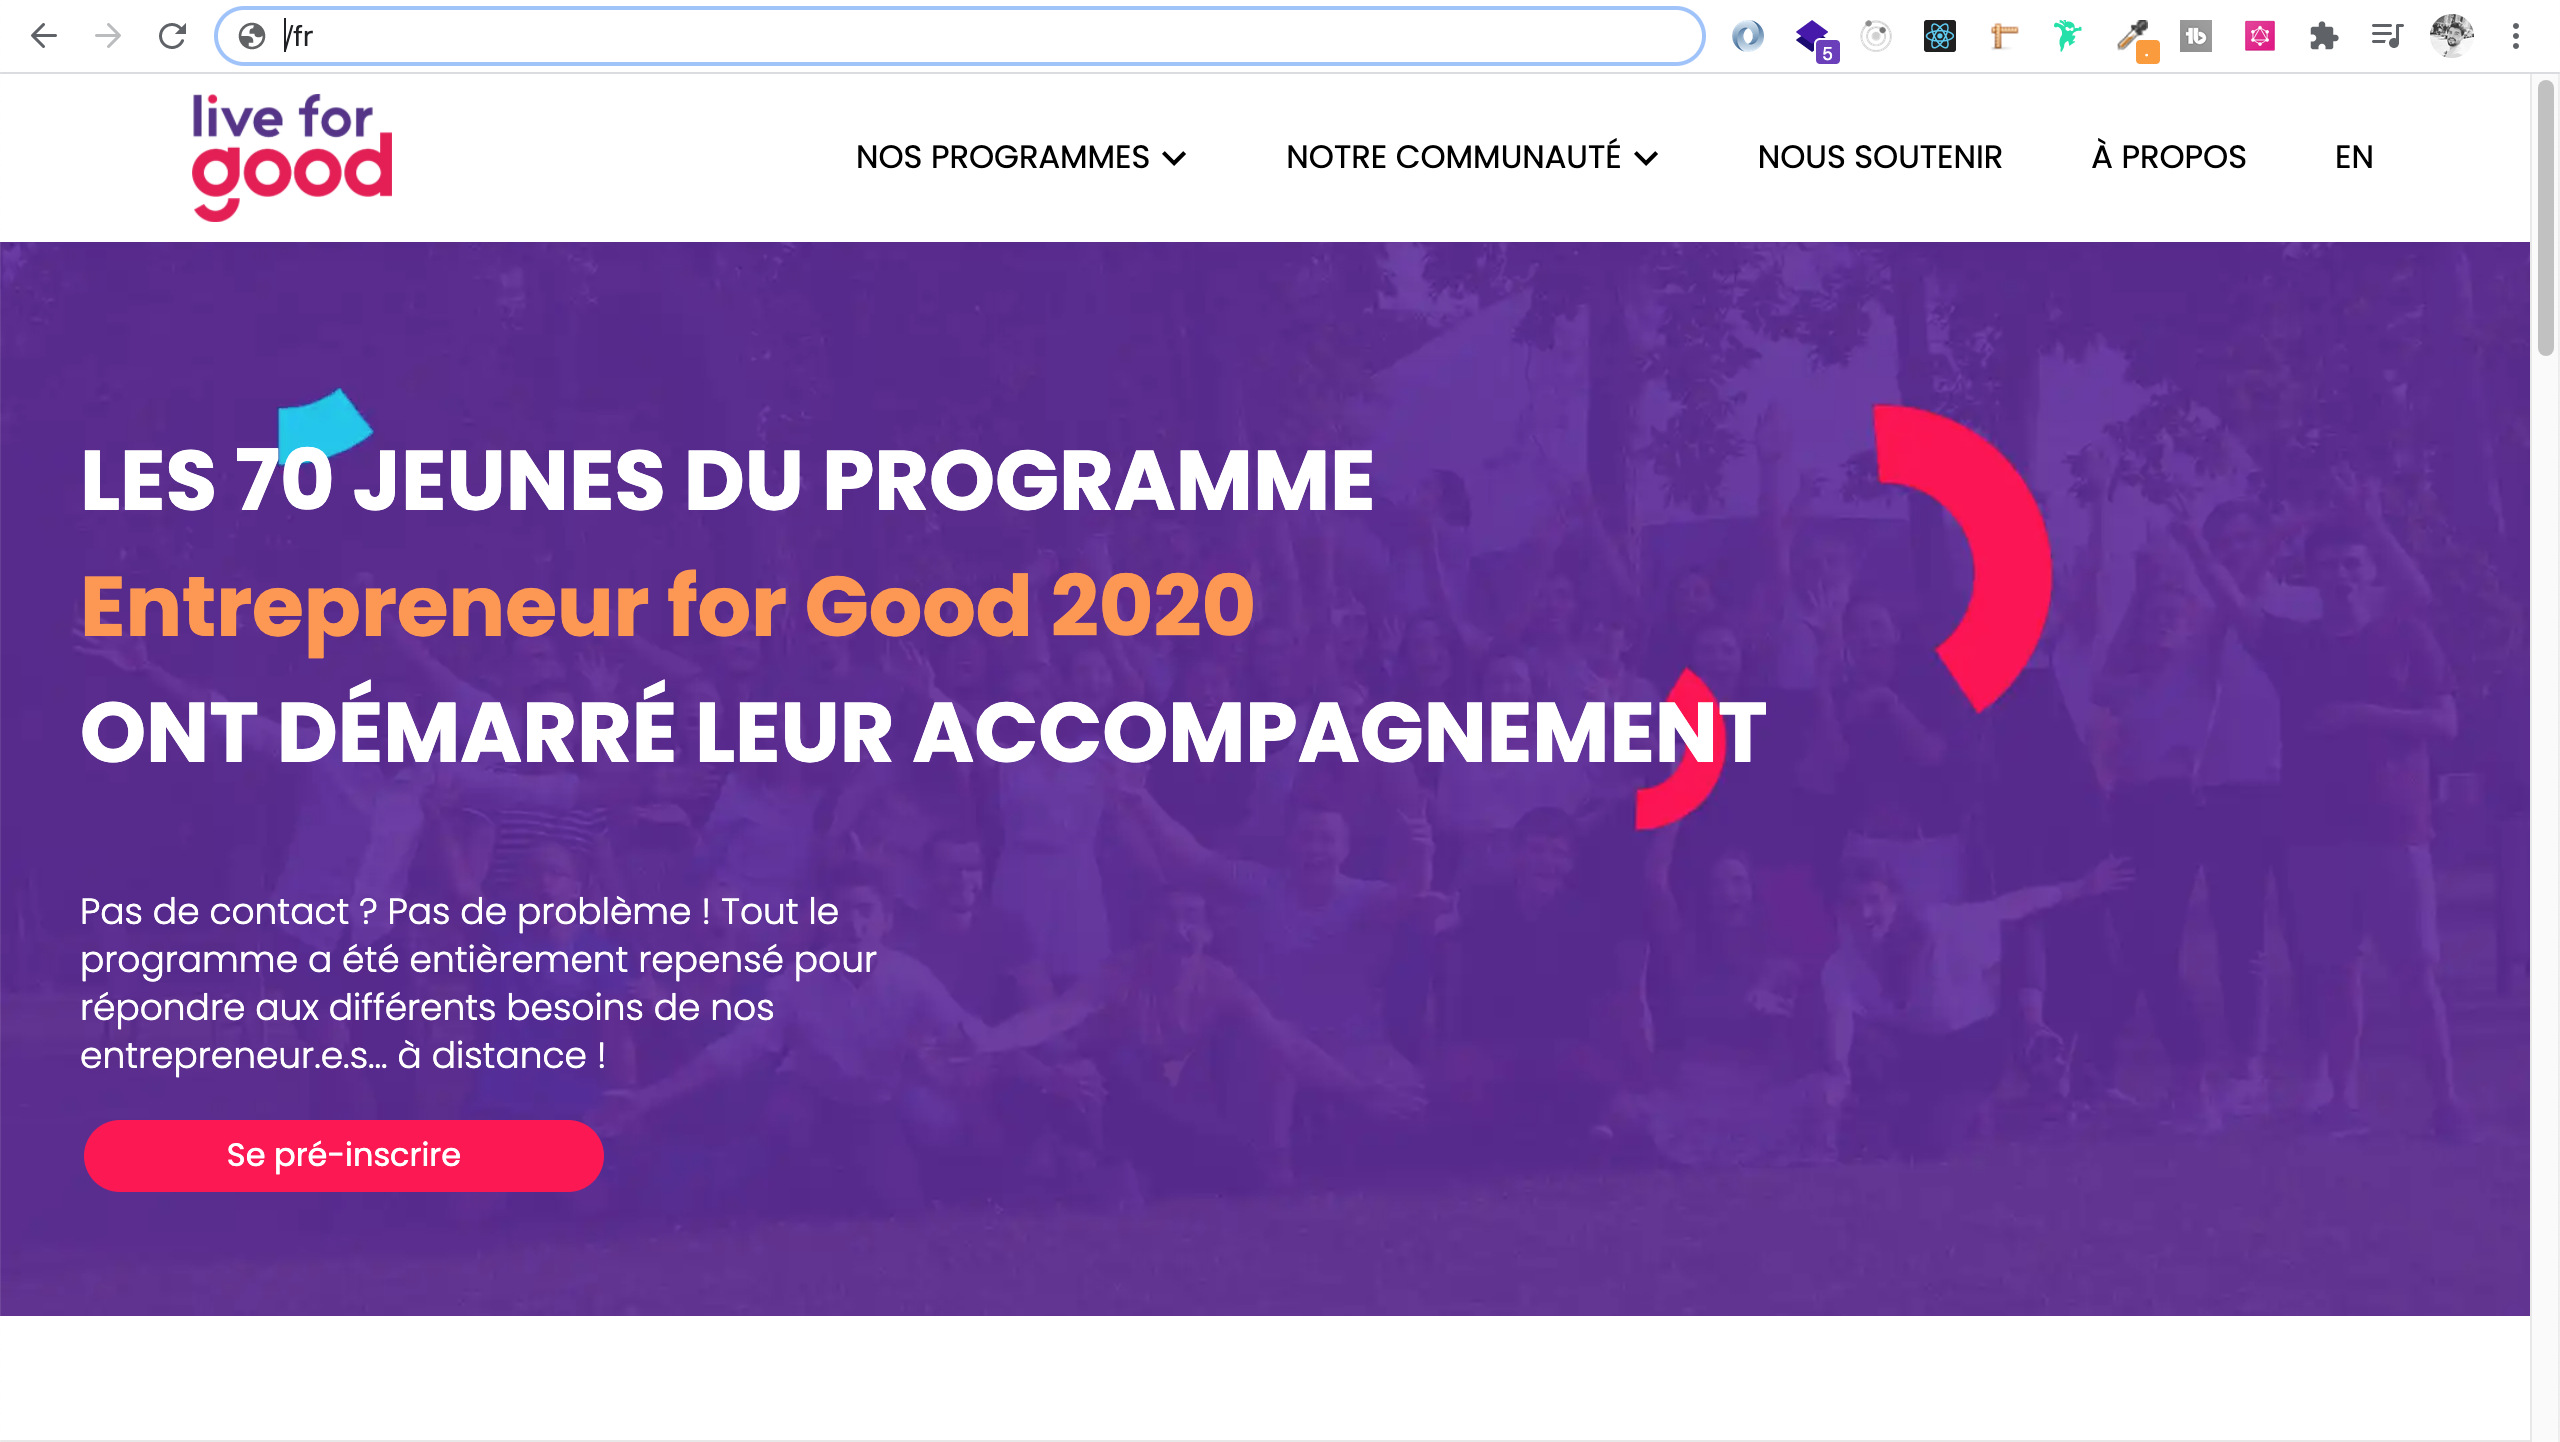 /fr
5
live for
good
NOS PROGRAMMES
NOTRE COMMUNAUTÉ
NOUS SOUTENIR
À PROPOS
EN
LES 70 JEUNES DU PROGRAMME
Entrepreneur for Good 2020
ONT DÉMARRÉ LEUR ACCOMPAGNEMENT
Pas de contact ? Pas de problème ! Tout le
programme a été entièrement repensé pour
répondre aux différents besoins de nos
entrepreneur.e.s... à distance !
Se pré-inscrire